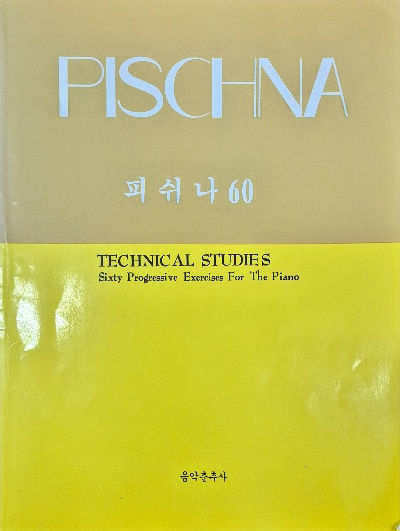 PISCHNA
피쉬나 60
TECHNICAL STUDIES
Sixty Progressive Exercises For The Piano
음악춘추사